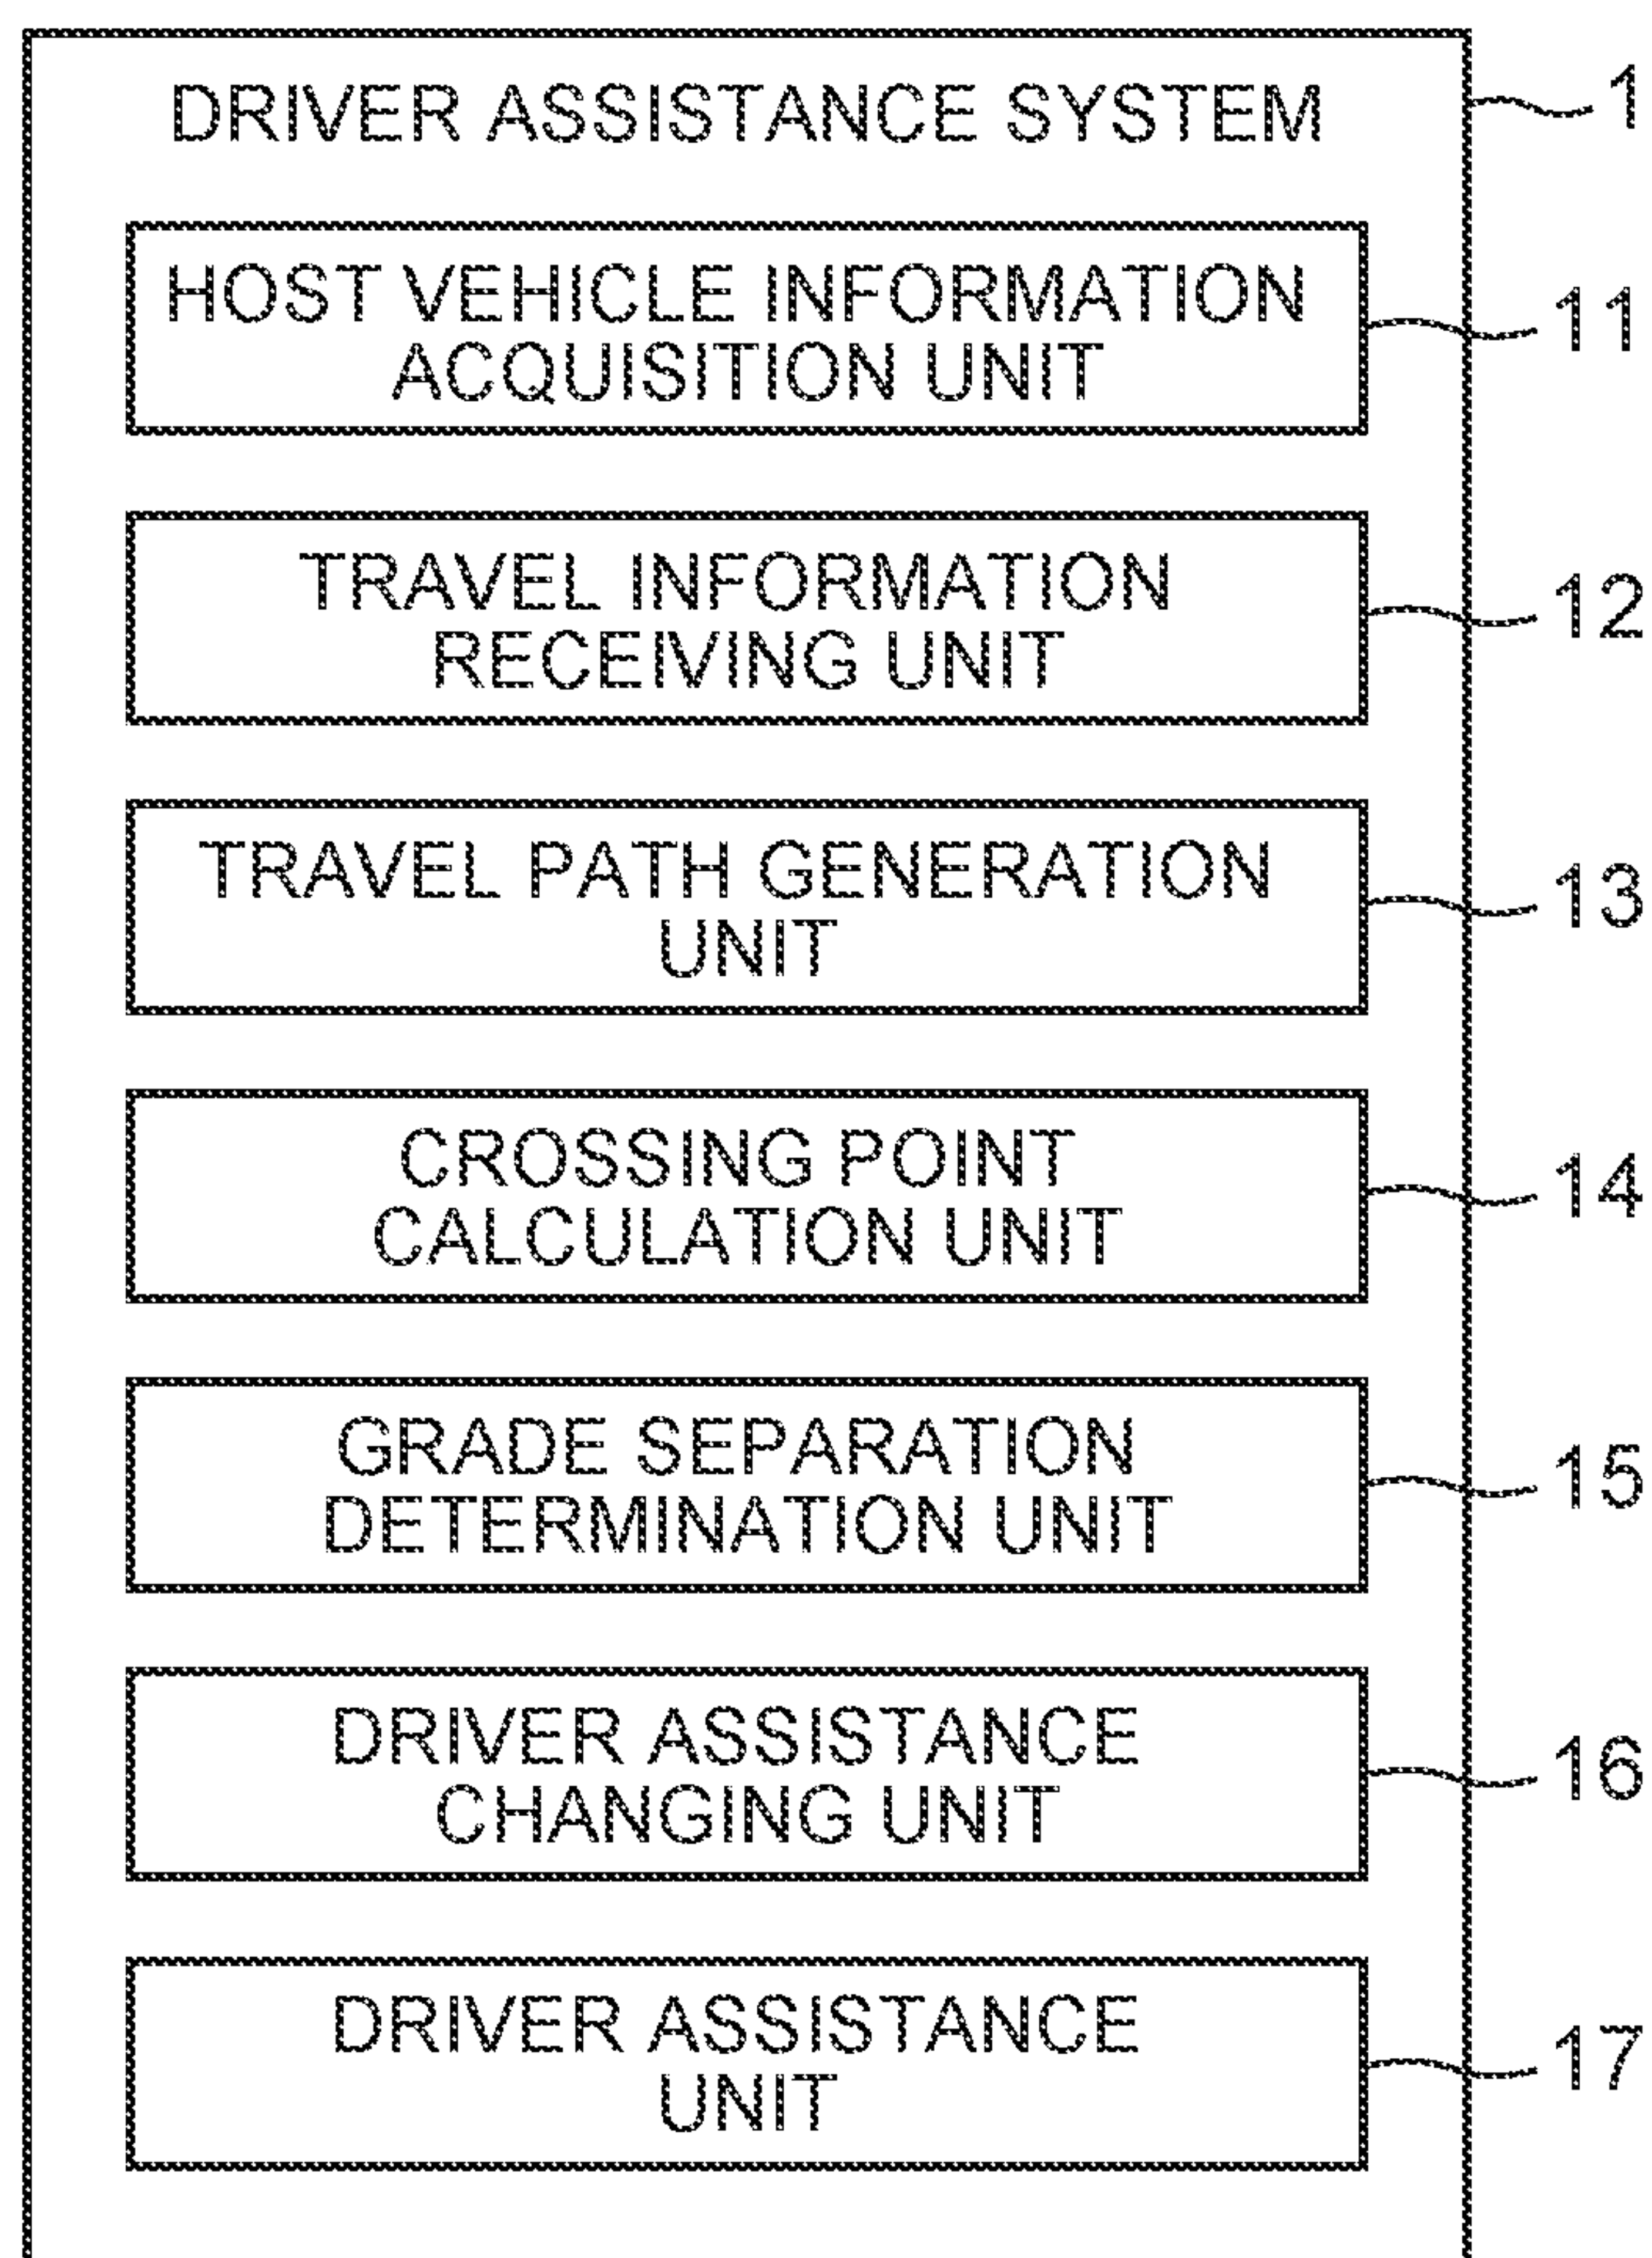 DRIVER ASSISTANCE SYSTEM
1
HOST VEHICLE INFORMATION
ACQUISITION UNIT
11
TRAVEL INFORMATION
RECEIVING UNIT
12
TRAVEL PATH GENERATION
UNIT
13
CROSSING POINT
CALCULATION UNIT
14
GRADE SEPARATION
DETERMINATION UNIT
15
DRIVER ASSISTANCE
CHANGING UNIT
16
DRIVER ASSISTANCE
UNIT
17